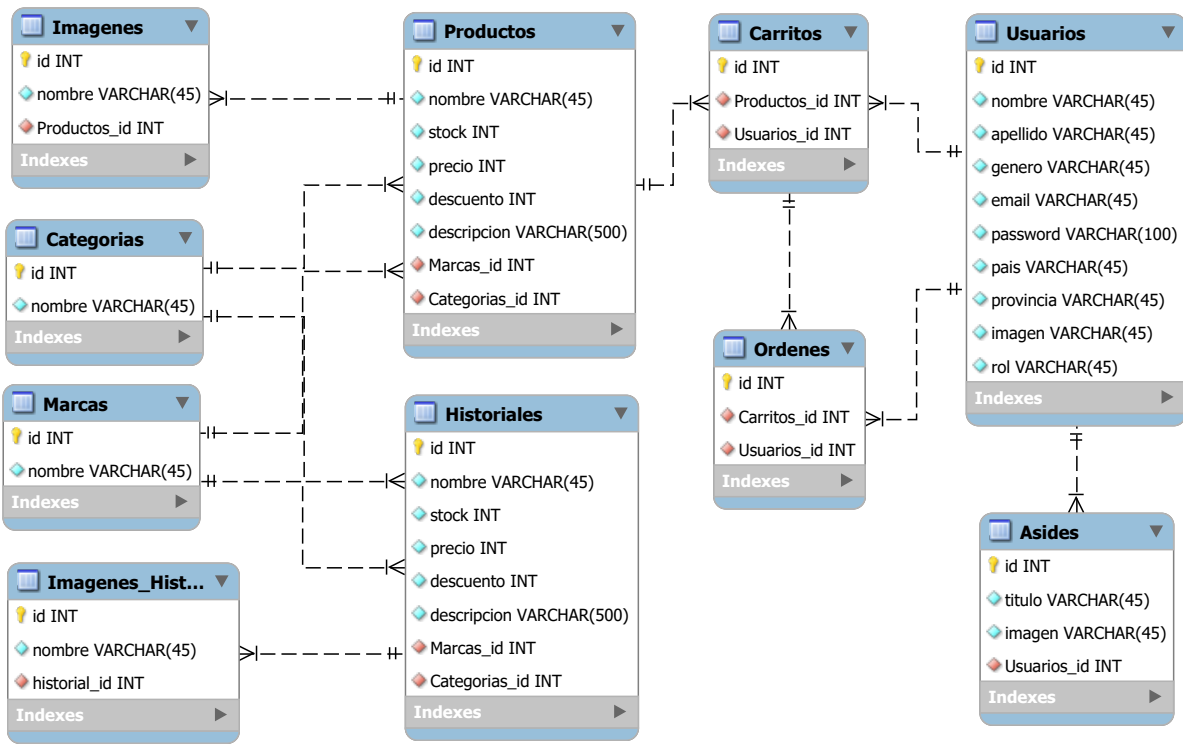 Imagenes
id INT
nombre VARCHAR(45)
Productos_id INT
Indexes
Categorias
id INT
nombre VARCHAR(45)
Indexes
Marcas
id INT
nombre VARCHAR(45)
Indexes
Imagenes_Hist...
id INT
nombre VARCHAR(45)
historial_id INT
Indexes
Productos
id INT
nombre VARCHAR(45)
stock INT
precio INT
descuento INT
descripcion VARCHAR(500)
Marcas_id INT
Categorias_id INT
Indexes
Historiales
id INT
nombre VARCHAR(45)
stock INT
precio INT
descuento INT
descripcion VARCHAR(500)
Marcas_id INT
Categorias_id INT
Indexes
Carritos
id INT
Productos_id INT
Usuarios_id INT
Indexes
Ordenes
id INT
Carritos_id INT
Usuarios_id INT
Indexes
Usuarios
id INT
nombre VARCHAR(45)
apellido VARCHAR(45)
genero VARCHAR(45)
email VARCHAR(45)
password VARCHAR(100)
pais VARCHAR(45)
provincia VARCHAR(45)
imagen VARCHAR(45)
rol VARCHAR(45)
Indexes
Asides
id INT
titulo VARCHAR(45)
imagen VARCHAR(45)
Usuarios_id INT
Indexes